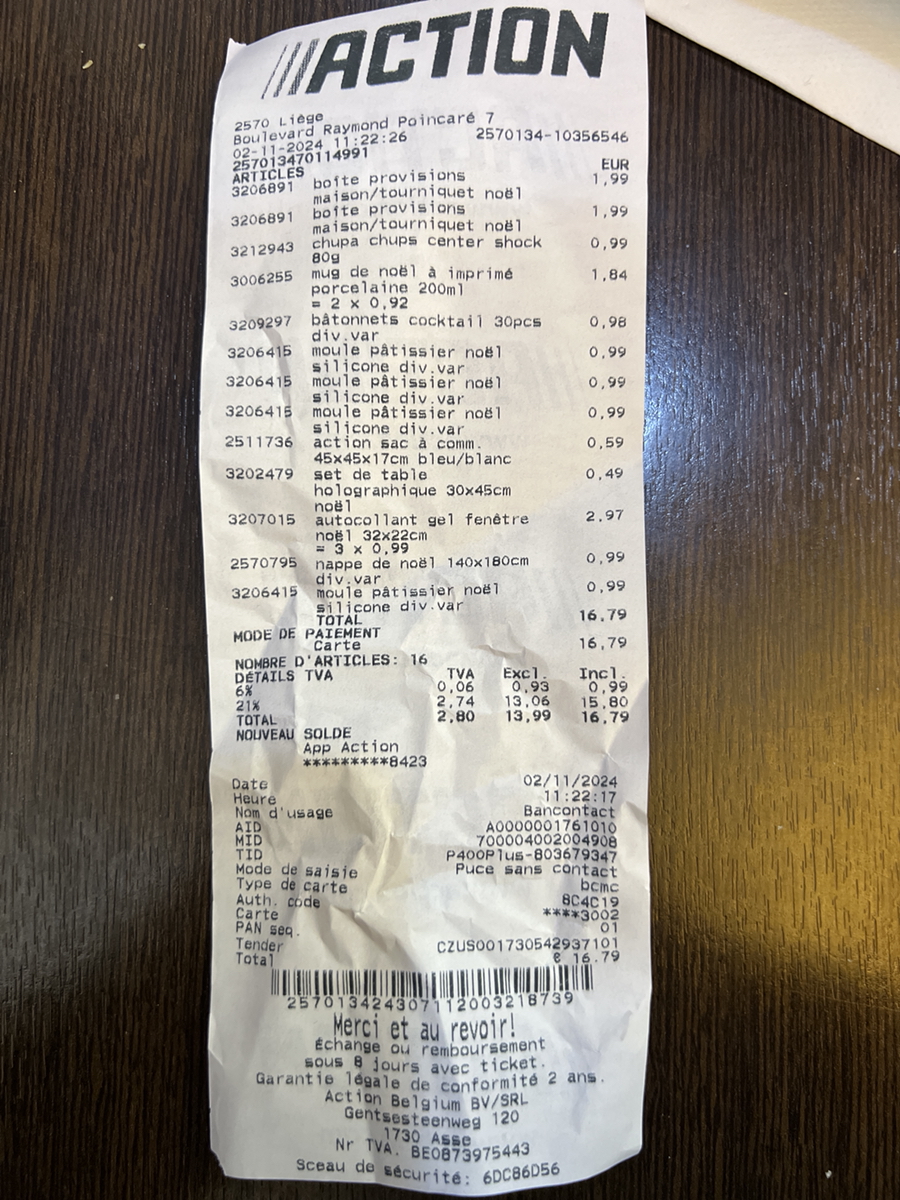 ACTION
2570 Liège
Boulevard Raymond Poincaré 7
02-11-2024 11:22:26 2570134-10356546
257013470114991
ARTICLES EUR
3206891 boîte provisions 1,99
maison/tourniquet noël
3206891 boîte provisions 1,99
maison/tourniquet noël
3212943 chupa chups center shock 0,99
80g
3006255 mug de noël à imprimé 1,84
porcelaine 200ml
= 2 x 0,92
3209297 bâtonnets cocktail 30pcs 0,98
div.var
3206415 moule pâtissier noël 0,99
silicone div.var
3206415 moule pâtissier noël 0,99
silicone div.var
3206415 moule pâtissier noël 0,99
silicone div.var
2511736 action sac à comm. 0,59
45x45x17cm bleu/blanc
3202479 set de table 0,49
holographique 30x45cm
noël
3207015 autocollant gel fenêtre 2,97
noël 32x22cm
= 3 x 0,99
2570795 nappe de noël 140x180cm 0,99
div.var
3206415 moule pâtissier noël 0,99
silicone div.var
TOTAL 16,79
MODE DE PAIEMENT
Carte 16,79
NOMBRE D'ARTICLES: 16
DÉTAILS TVA TVA Excl. Incl.
6% 0,06 0,93 0,99
21% 2,74 13,06 15,80
TOTAL 2,80 13,99 16,79
NOUVEAU SOLDE
App Action
*********8423
Date 02/11/2024
Heure 11:22:17
Nom d'usage Bancontact
AID A0000001761010
MID 700004002004908
TID P400Plus-803679347
Mode de saisie Puce sans contact
Type de carte bcmc
Auth. code 8C4C19
Carte ****3002
PAN seq. 01
Tender CZUS001730542937101
Total € 16.79
257013424307112003218739
Merci et au revoir!
Échange ou remboursement
sous 8 jours avec ticket.
Garantie légale de conformité 2 ans.
Action Belgium BV/SRL
Gentsesteenweg 120
1730 Asse
Nr TVA. BE0873975443
Sceau de sécurité: 6DC86D56